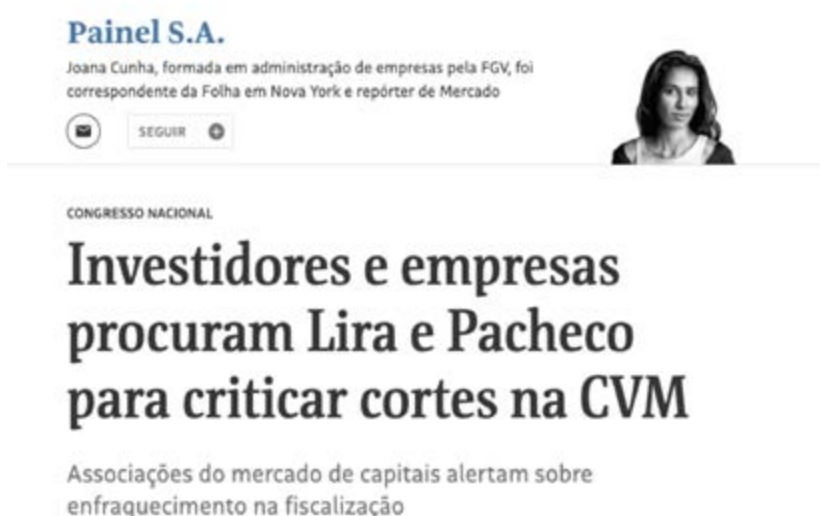 Painel S.A.
Joana Cunha, formada em administração de empresas pela FGV, foi
correspondente da Folha em Nova York e repórter de Mercado
SEGUIR
CONGRESSO NACIONAL
Investidores e empresas
procuram Lira e Pacheco
para criticar cortes na CVM
Associações do mercado de capitais alertam sobre
enfraquecimento na fiscalização